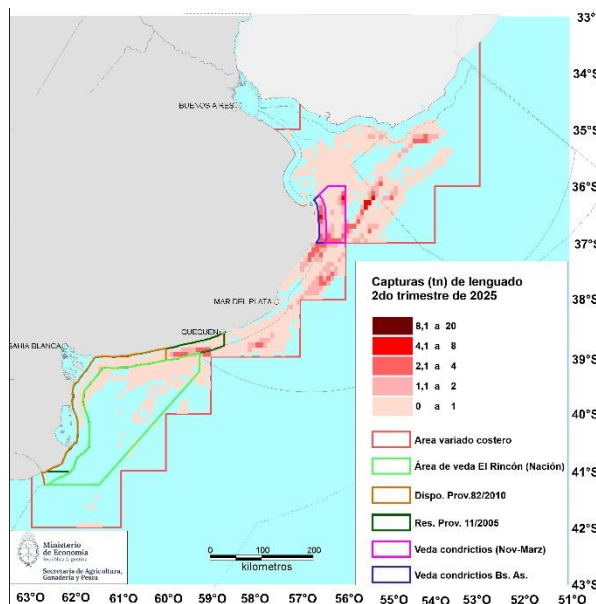 33°S
34°S
BUENOS AIRES
35°S
36°S
37°S
Capturas (tn) de lenguado
2do trimestre de 2025
8,1 a 20
4,1 a 8
2,1 a 4
1,1 a 2
0 a 1
MAR DEL PLATA
38°S
QUEQUEN
BAHIA BLANCA
39°S
40°S
Area variado costero
Área de veda El Rincón (Nación)
41°S
Dispo. Prov.82/2010
Res. Prov. 11/2005
42°S
Veda condrictios (Nov-Marz)
Veda condrictios Bs. As.
Ministerio
de Economía
República Argentina
Secretaría de Agricultura,
Ganadería y Pesca
0 100 200
kilometros
43°S
63°O 62°O 61°O 60°O 59°O 58°O 57°O 56°O 55°O 54°O 53°O 52°O 51°O